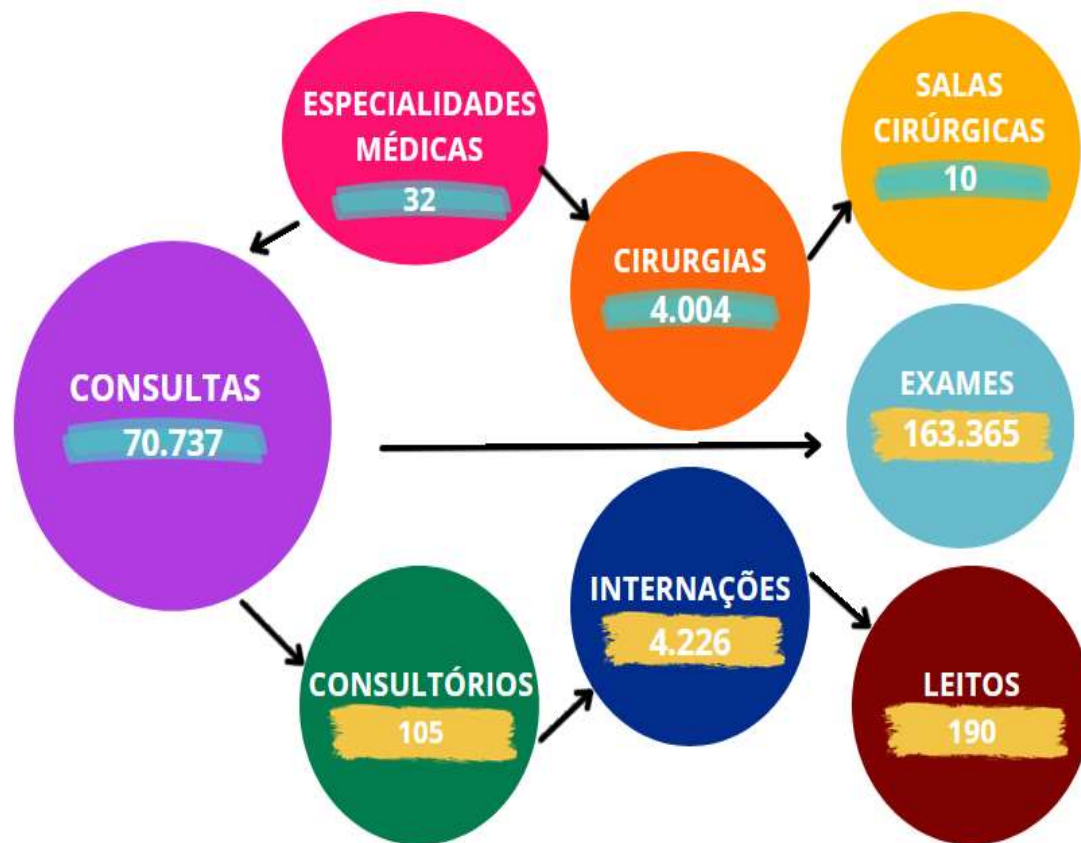 ESPECIALIDADES
MÉDICAS
32
SALAS
CIRÚRGICAS
10
CIRURGIAS
4.004
CONSULTAS
70.737
EXAMES
163.365
INTERNAÇÕES
4.226
CONSULTÓRIOS
105
LEITOS
190